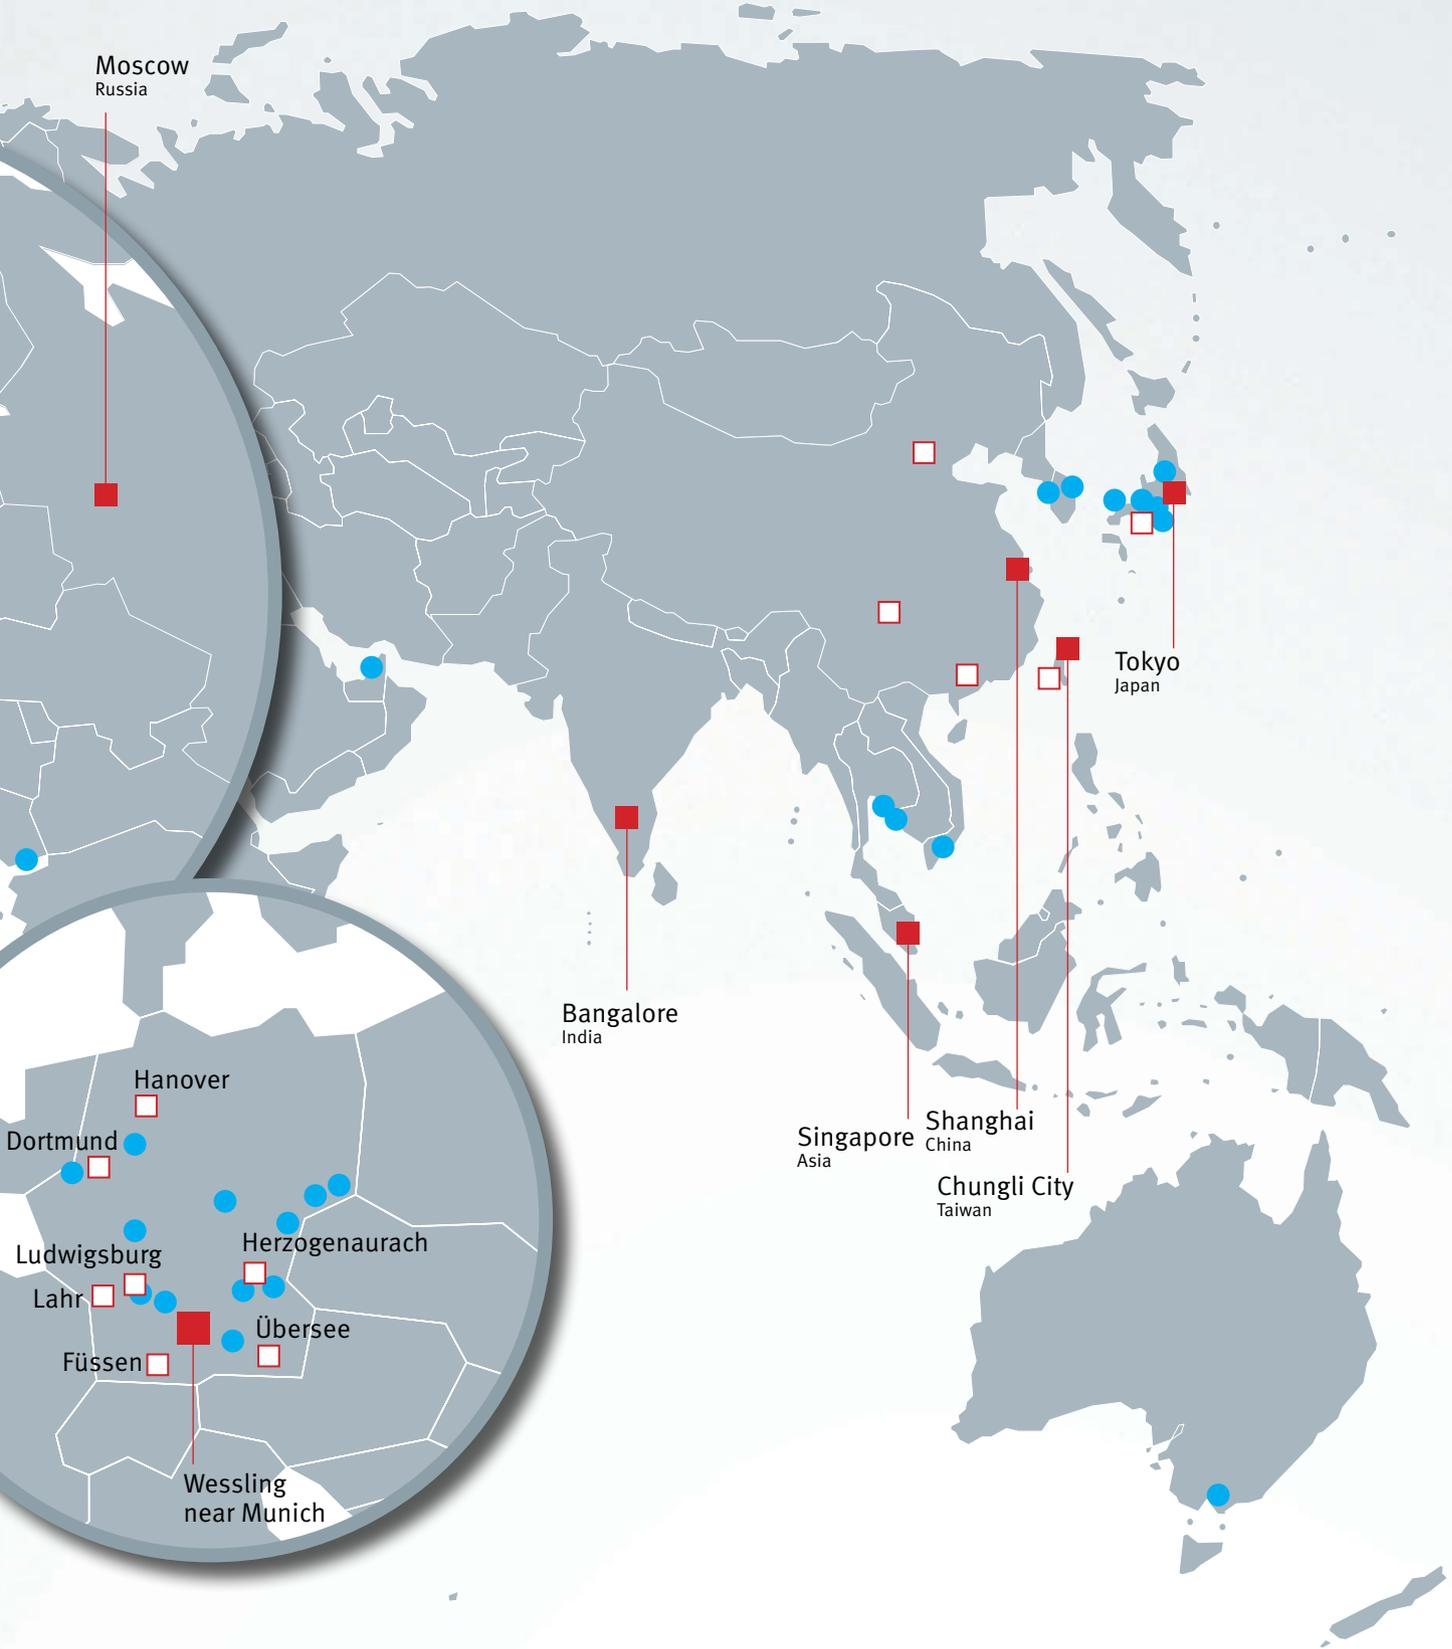 Moscow
Russia
Tokyo
Japan
Bangalore
India
Shanghai
China
Singapore
Asia
Chungli City
Taiwan
Hanover
Dortmund
Herzogenaurach
Ludwigsburg
Lahr
Übersee
Füssen
Wessling
near Munich